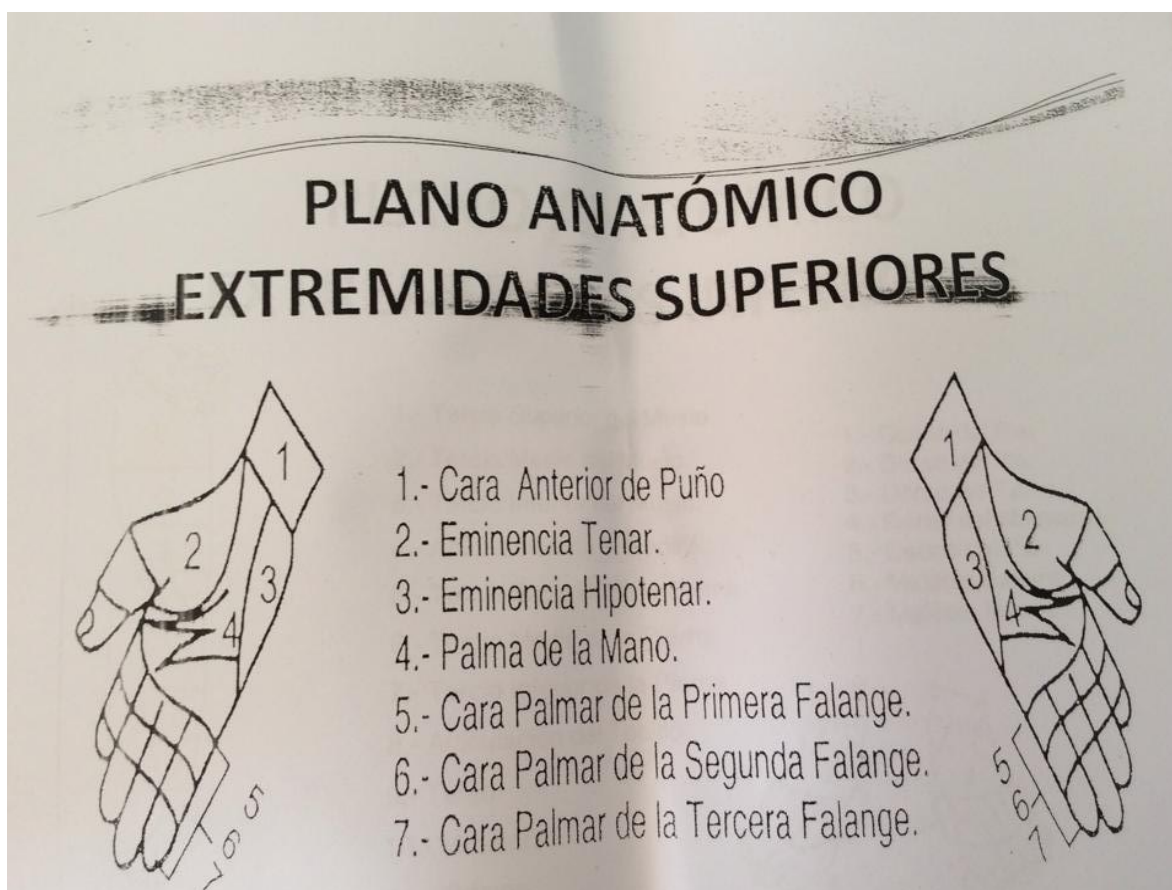 PLANO ANATÓMICO
EXTREMIDADES SUPERIORES
1
2
3
4
5
6
7
1.- Cara Anterior de Puño
2.- Eminencia Tenar.
3.- Eminencia Hipotenar.
4.- Palma de la Mano.
5.- Cara Palmar de la Primera Falange.
6.- Cara Palmar de la Segunda Falange.
7.- Cara Palmar de la Tercera Falange.
1
2
3
4
5
6
7